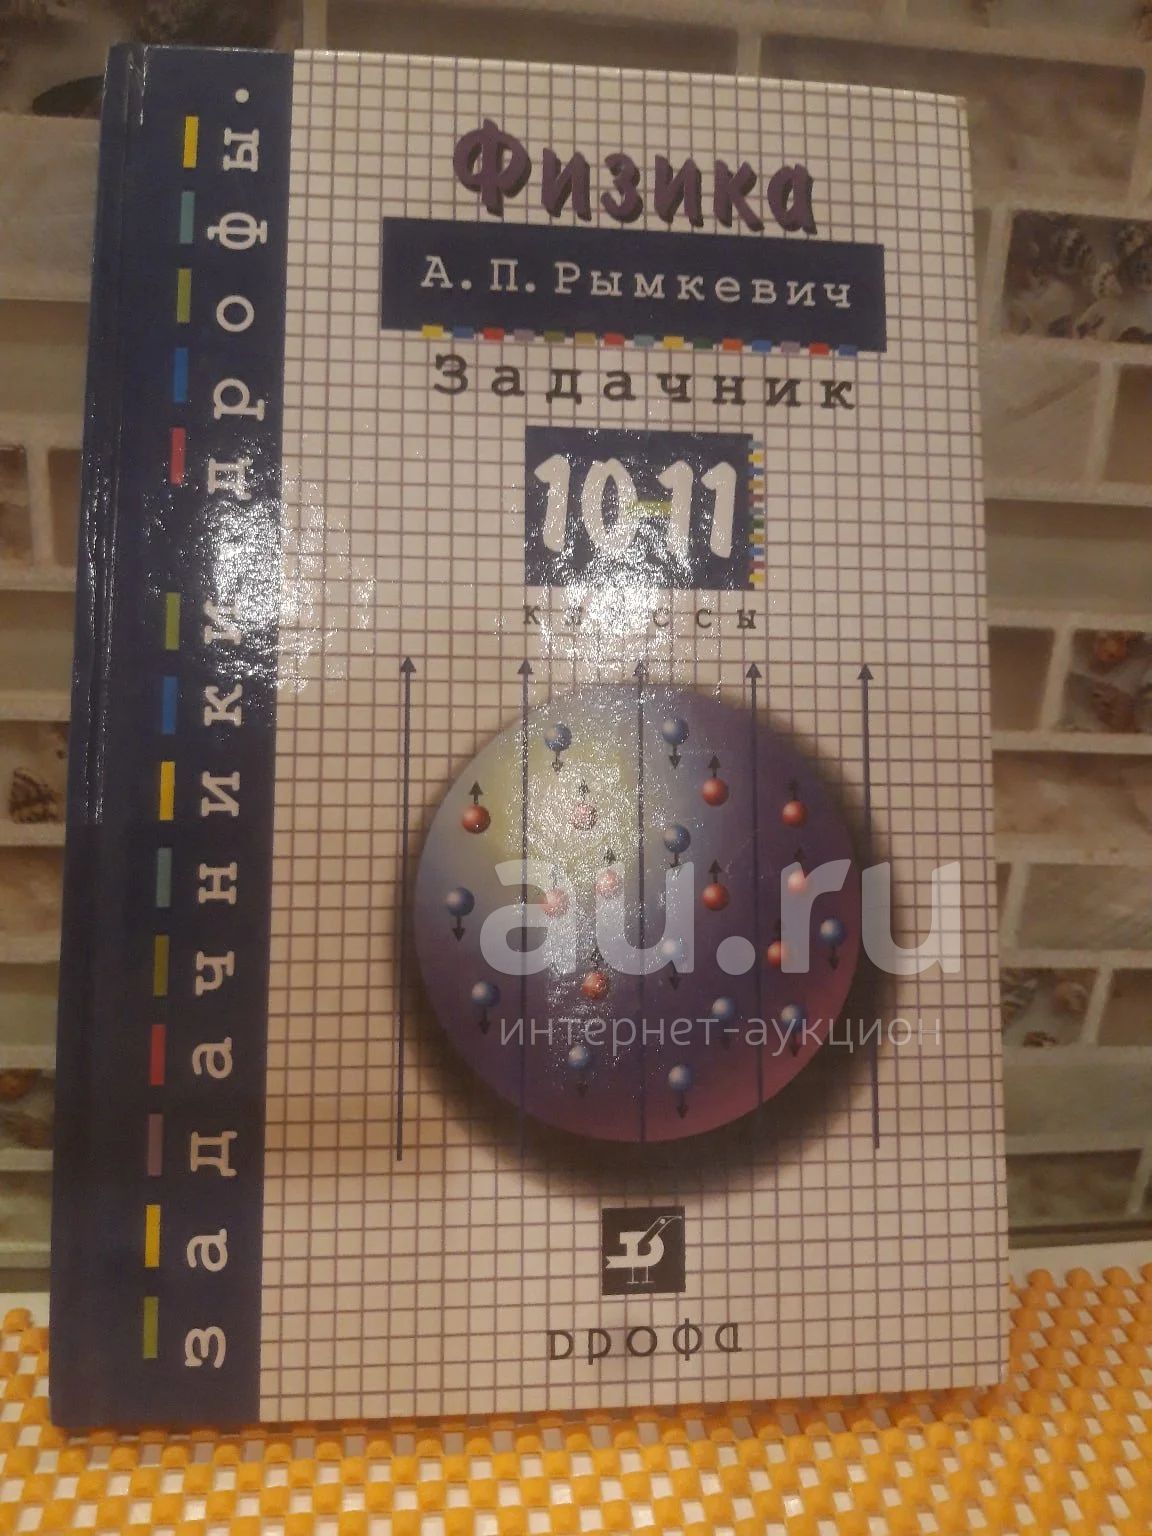 Задачники дрофы.
Физика
А.П.Рымкевич
Задачник
10-11
классы
au.ru
интернет-аукцион
дрофа